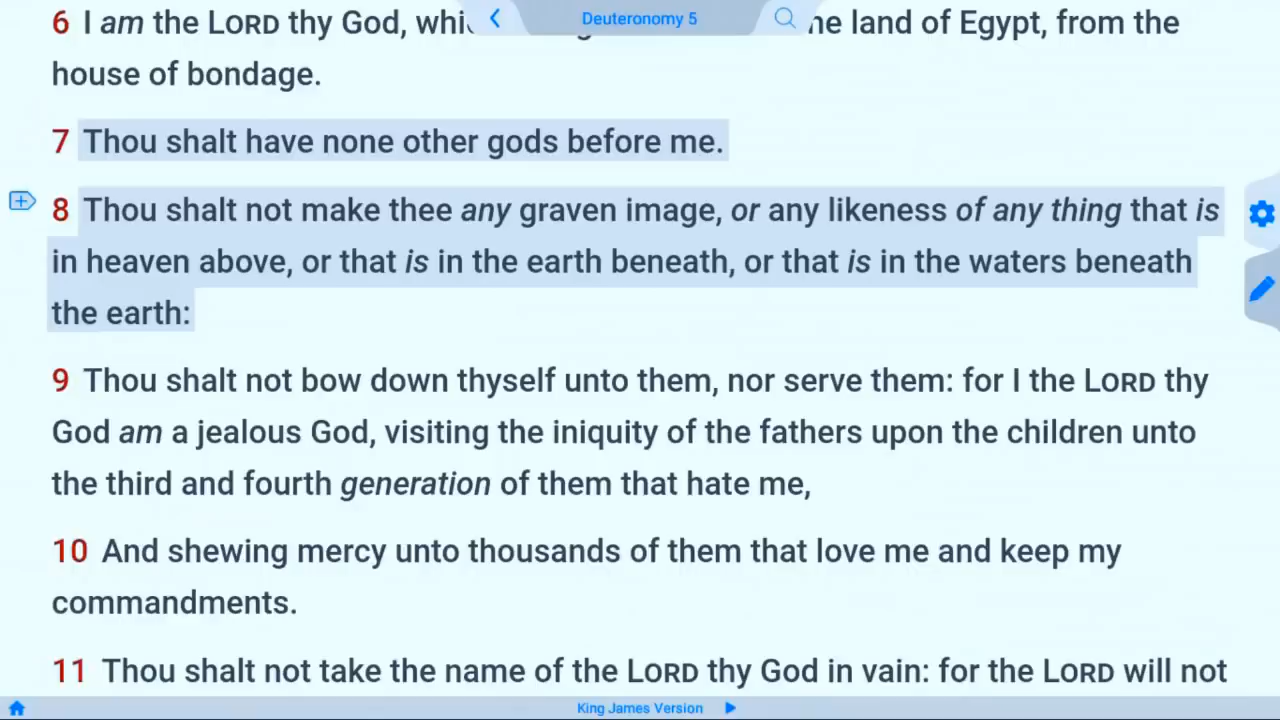 Deuteronomy 5
6 I am the LORD thy God, whi he land of Egypt, from the
house of bondage.
7 Thou shalt have none other gods before me.
8 Thou shalt not make thee any graven image, or any likeness of any thing that is
in heaven above, or that is in the earth beneath, or that is in the waters beneath
the earth:
9 Thou shalt not bow down thyself unto them, nor serve them: for I the LORD thy
God am a jealous God, visiting the iniquity of the fathers upon the children unto
the third and fourth generation of them that hate me,
10 And shewing mercy unto thousands of them that love me and keep my
commandments.
11 Thou shalt not take the name of the LORD thy God in vain: for the LORD will not
King James Version